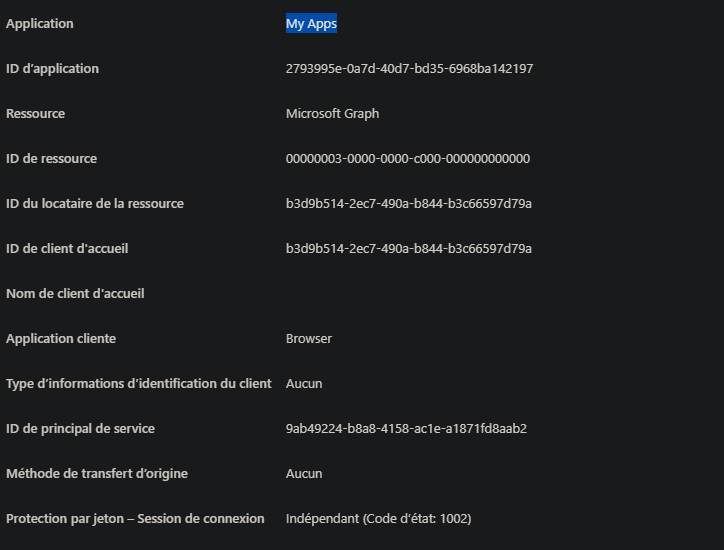 Application My Apps
ID d’application 2793995e-0a7d-40d7-bd35-6968ba142197
Ressource Microsoft Graph
ID de ressource 00000003-0000-0000-c000-000000000000
ID du locataire de la ressource b3d9b514-2ec7-490a-b844-b3c66597d79a
ID de client d'accueil b3d9b514-2ec7-490a-b844-b3c66597d79a
Nom de client d'accueil
Application cliente Browser
Type d’informations d’identification du client Aucun
ID de principal de service 9ab49224-b8a8-4158-ac1e-a1871fd8aab2
Méthode de transfert d’origine Aucun
Protection par jeton – Session de connexion Indépendant (Code d’état: 1002)